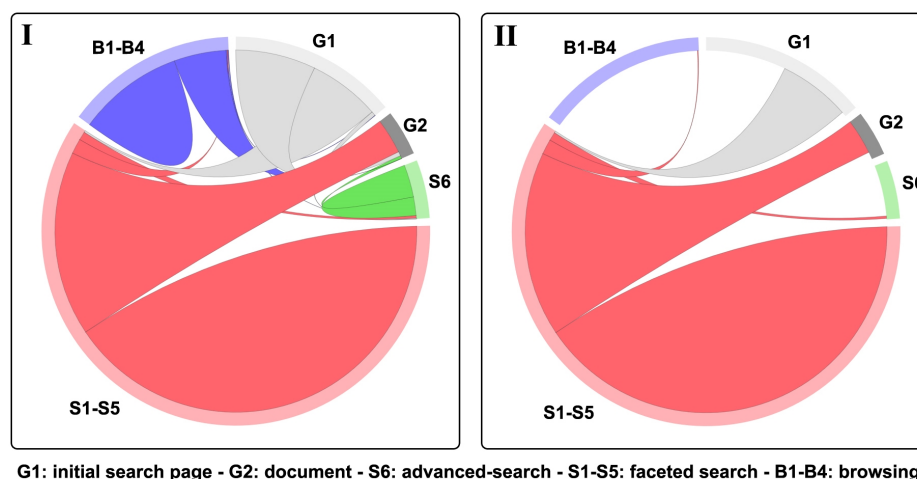 I
II
B1-B4
G1
G2
S6
S1-S5
B1-B4
G1
G2
S6
S1-S5
G1: initial search page - G2: document - S6: advanced-search - S1-S5: faceted search - B1-B4: browsing